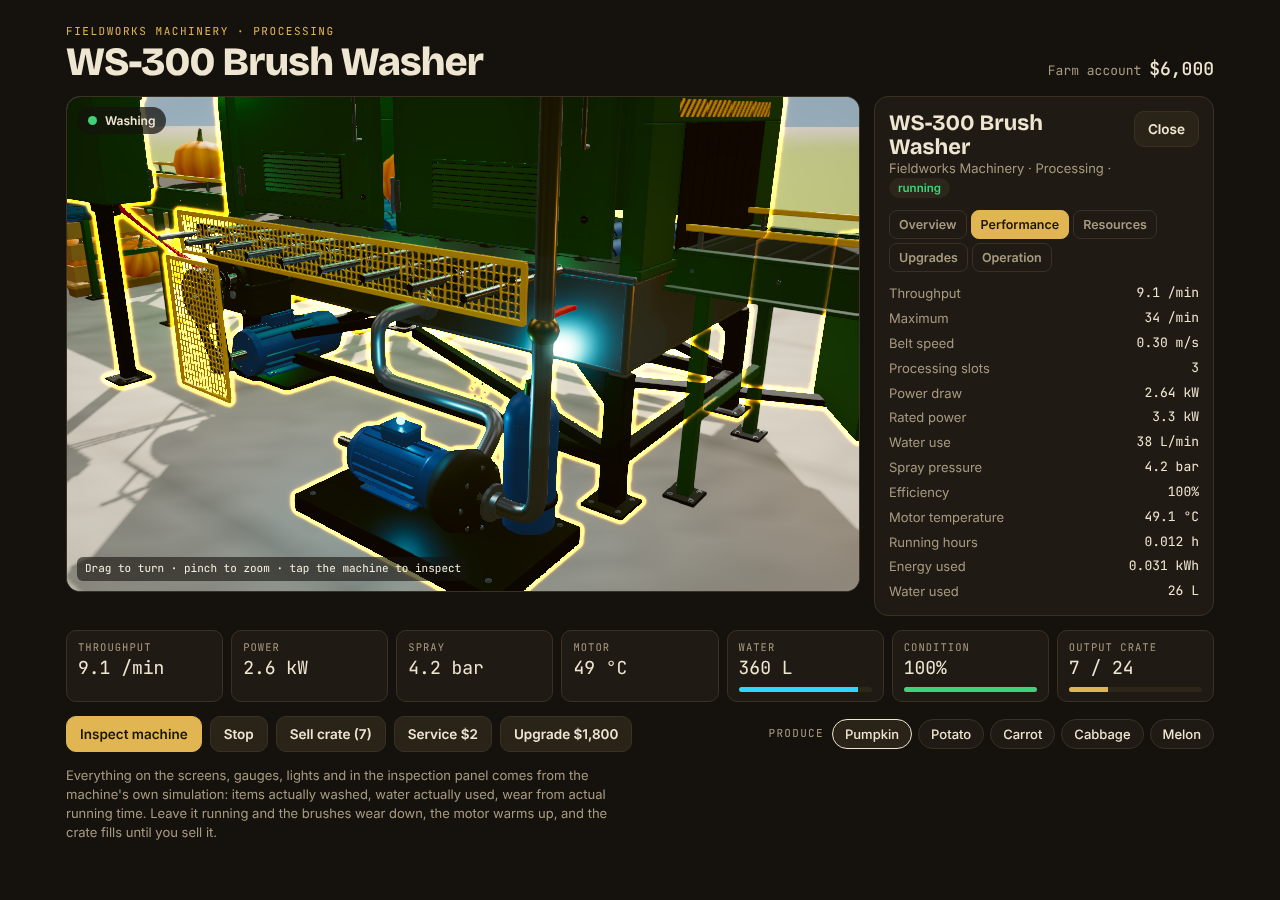 FIELDWORKS MACHINERY · PROCESSING
WS-300 Brush Washer
Farm account $6,000
Washing
Drag to turn · pinch to zoom · tap the machine to inspect
WS-300 Brush
Washer
Close
Fieldworks Machinery · Processing ·
running
Overview
Performance
Resources
Upgrades
Operation
Throughput 9.1 /min
Maximum 34 /min
Belt speed 0.30 m/s
Processing slots 3
Power draw 2.64 kW
Rated power 3.3 kW
Water use 38 L/min
Spray pressure 4.2 bar
Efficiency 100%
Motor temperature 49.1 °C
Running hours 0.012 h
Energy used 0.031 kWh
Water used 26 L
THROUGHPUT
9.1 /min
POWER
2.6 kW
SPRAY
4.2 bar
MOTOR
49 °C
WATER
360 L
CONDITION
100%
OUTPUT CRATE
7 / 24
Inspect machine
Stop
Sell crate (7)
Service $2
Upgrade $1,800
PRODUCE
Pumpkin
Potato
Carrot
Cabbage
Melon
Everything on the screens, gauges, lights and in the inspection panel comes from the
machine's own simulation: items actually washed, water actually used, wear from actual
running time. Leave it running and the brushes wear down, the motor warms up, and the
crate fills until you sell it.